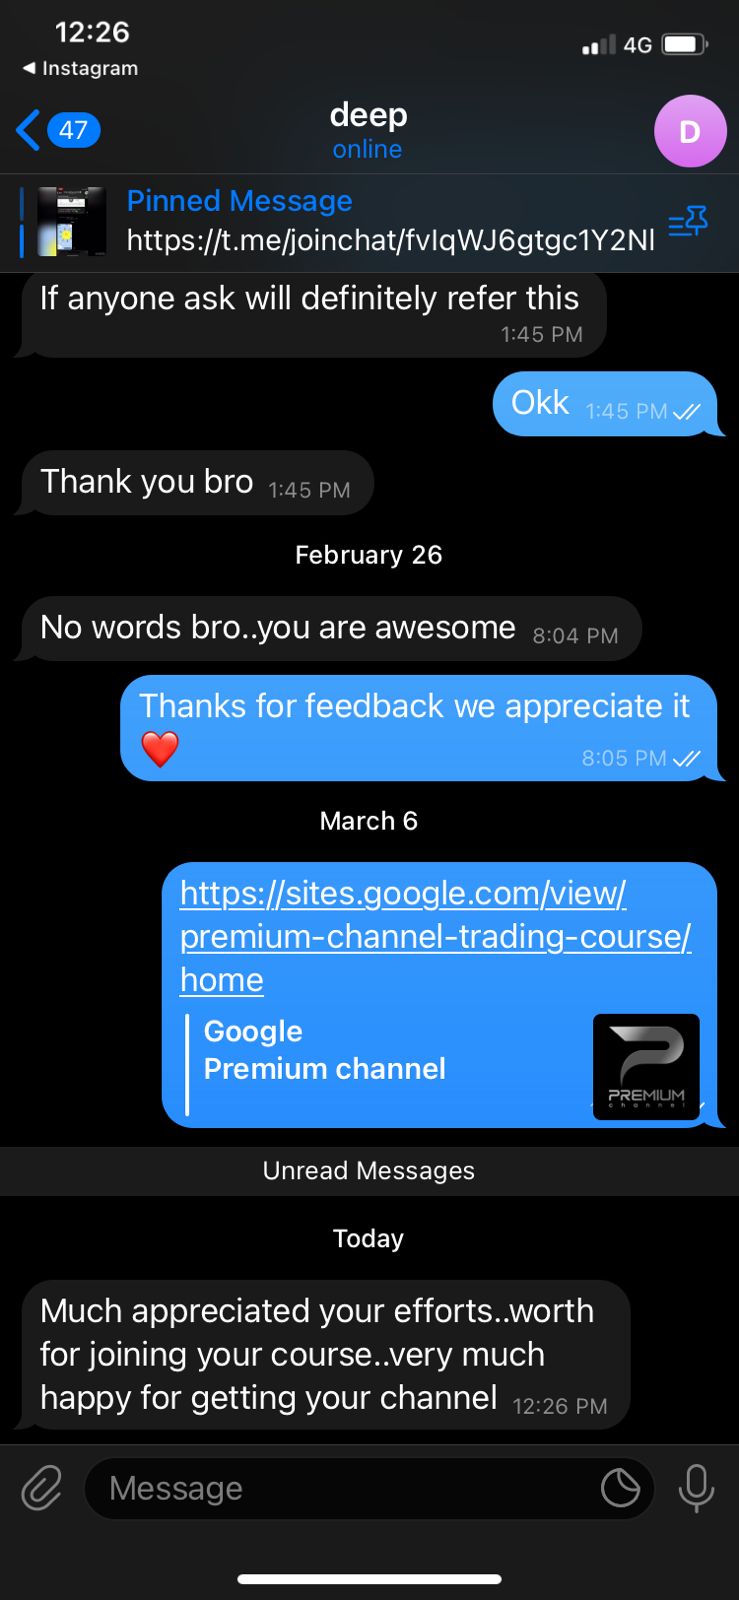 12:26
4G
Instagram
47
deep
online
D
Pinned Message
https://t.me/joinchat/fvIqWJ6gtgc1Y2Nl
If anyone ask will definitely refer this
1:45 PM
Okk 1:45 PM
Thank you bro 1:45 PM
February 26
No words bro..you are awesome 8:04 PM
Thanks for feedback we appreciate it
❤️ 8:05 PM
March 6
https://sites.google.com/view/
premium-channel-trading-course/
home
Google
Premium channel
PREMIUM
channel
Unread Messages
Today
Much appreciated your efforts..worth
for joining your course..very much
happy for getting your channel 12:26 PM
Message